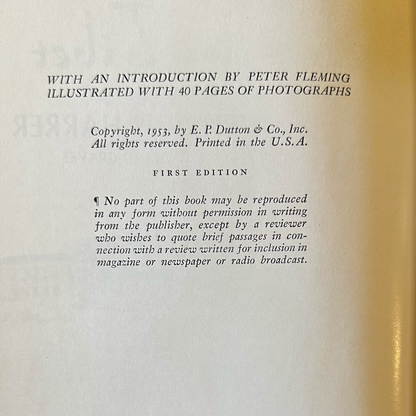 WITH AN INTRODUCTION BY PETER FLEMING
ILLUSTRATED WITH 40 PAGES OF PHOTOGRAPHS
Copyright, 1953, by E. P. Dutton & Co., Inc.
All rights reserved. Printed in the U. S. A.
FIRST EDITION
¶ No part of this book may be reproduced
in any form without permission in writing
from the publisher, except by a reviewer
who wishes to quote brief passages in con-
nection with a review written for inclusion in
magazine or newspaper or radio broadcast.